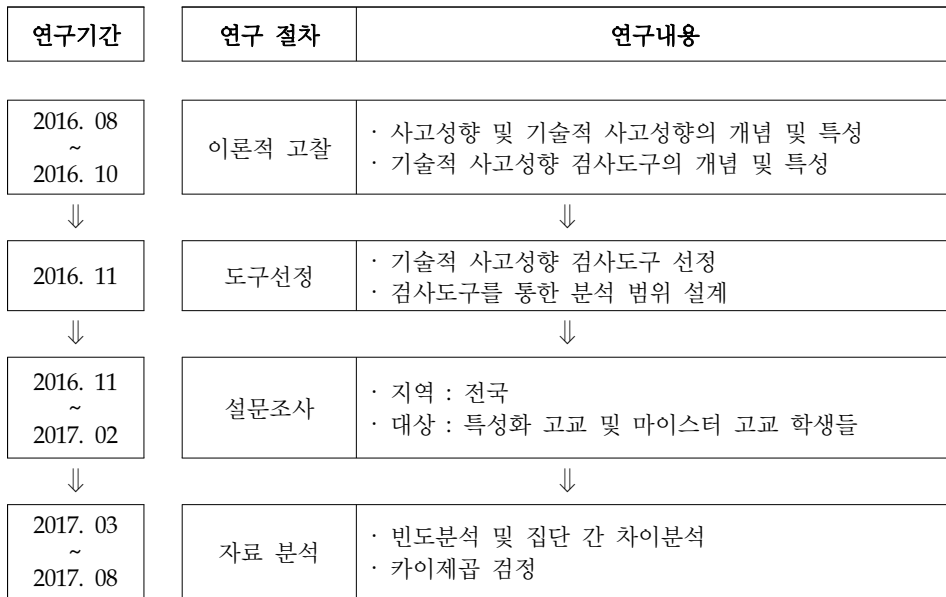 연구기간 연구 절차 연구내용
2016. 08
~
2016. 10
이론적 고찰
· 사고성향 및 기술적 사고성향의 개념 및 특성
· 기술적 사고성향 검사도구의 개념 및 특성
⇓ ⇓
2016. 11
도구선정
· 기술적 사고성향 검사도구 선정
· 검사도구를 통한 분석 범위 설계
⇓ ⇓
2016. 11
~
2017. 02
설문조사
· 지역 : 전국
· 대상 : 특성화 고교 및 마이스터 고교 학생들
⇓ ⇓
2017. 03
~
2017. 08
자료 분석
· 빈도분석 및 집단 간 차이분석
· 카이제곱 검정